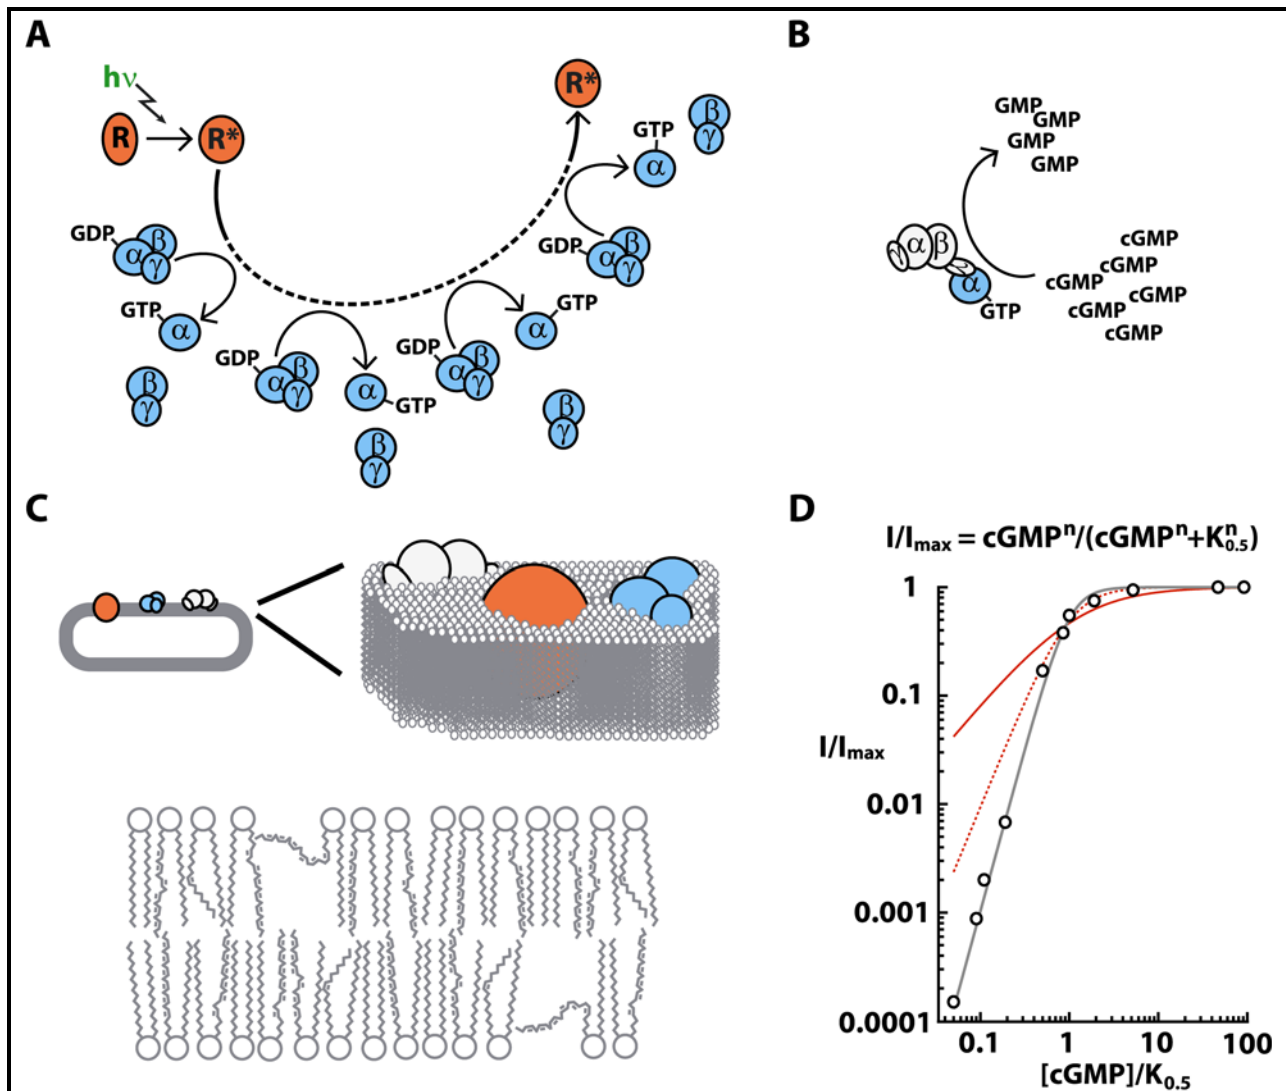 A
hν
R
R*
R*
GTP
α
β
γ
GDP
α
β
γ
GDP
α
β
γ
GTP
α
β
γ
GDP
α
β
γ
α
GTP
β
γ
GDP
α
β
γ
α
GTP
β
γ
B
GMP
GMP
GMP
GMP
γ
α
β
γ
α
GTP
cGMP
cGMP
cGMP
cGMP
cGMP
cGMP
C
D
I/Imax = cGMPⁿ/(cGMPⁿ+Kⁿ0.5)
1
0.1
I/Imax
0.01
0.001
0.0001
0.1 1 10 100
[cGMP]/K0.5